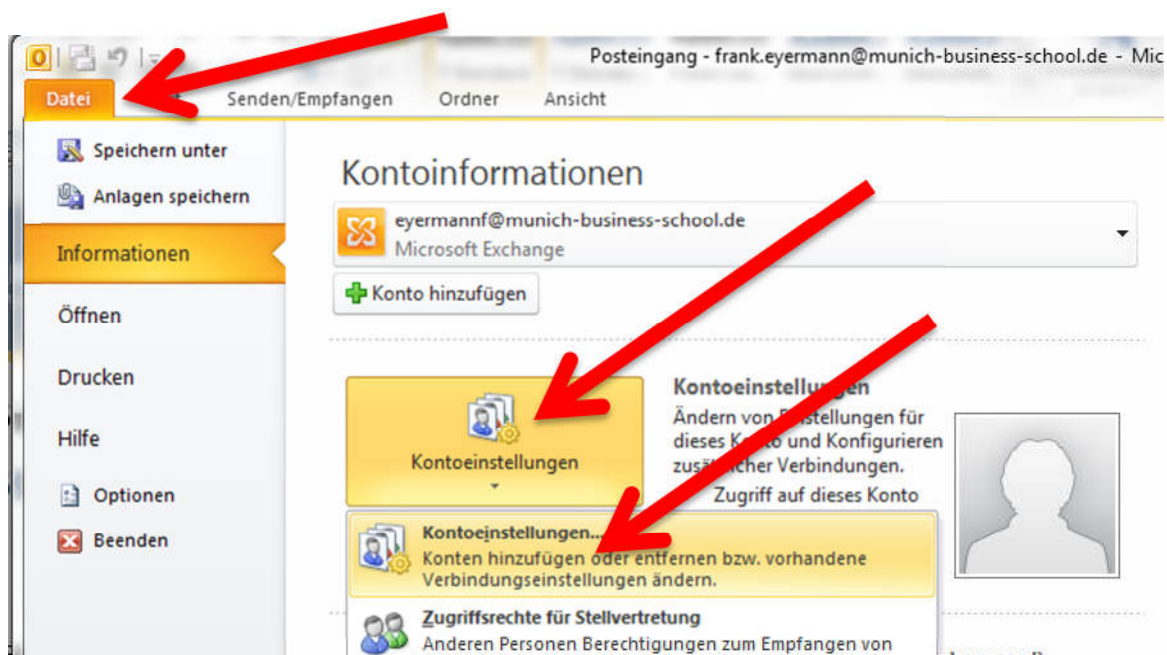 Posteingang - frank.eyermann@munich-business-school.de - Mic
Datei Senden/Empfangen Ordner Ansicht
Speichern unter
Anlagen speichern
Informationen
Öffnen
Drucken
Hilfe
Optionen
Beenden
Kontoinformationen
eyermannf@munich-business-school.de
Microsoft Exchange
Konto hinzufügen
Kontoeinstellungen
Kontoeinstellungen
Ändern von Einstellungen für
dieses Konto und Konfigurieren
zusätzlicher Verbindungen.
Zugriff auf dieses Konto
Kontoeinstellungen...
Konten hinzufügen oder entfernen bzw. vorhandene
Verbindungseinstellungen ändern.
Zugriffsrechte für Stellvertretung
Anderen Personen Berechtigungen zum Empfangen von